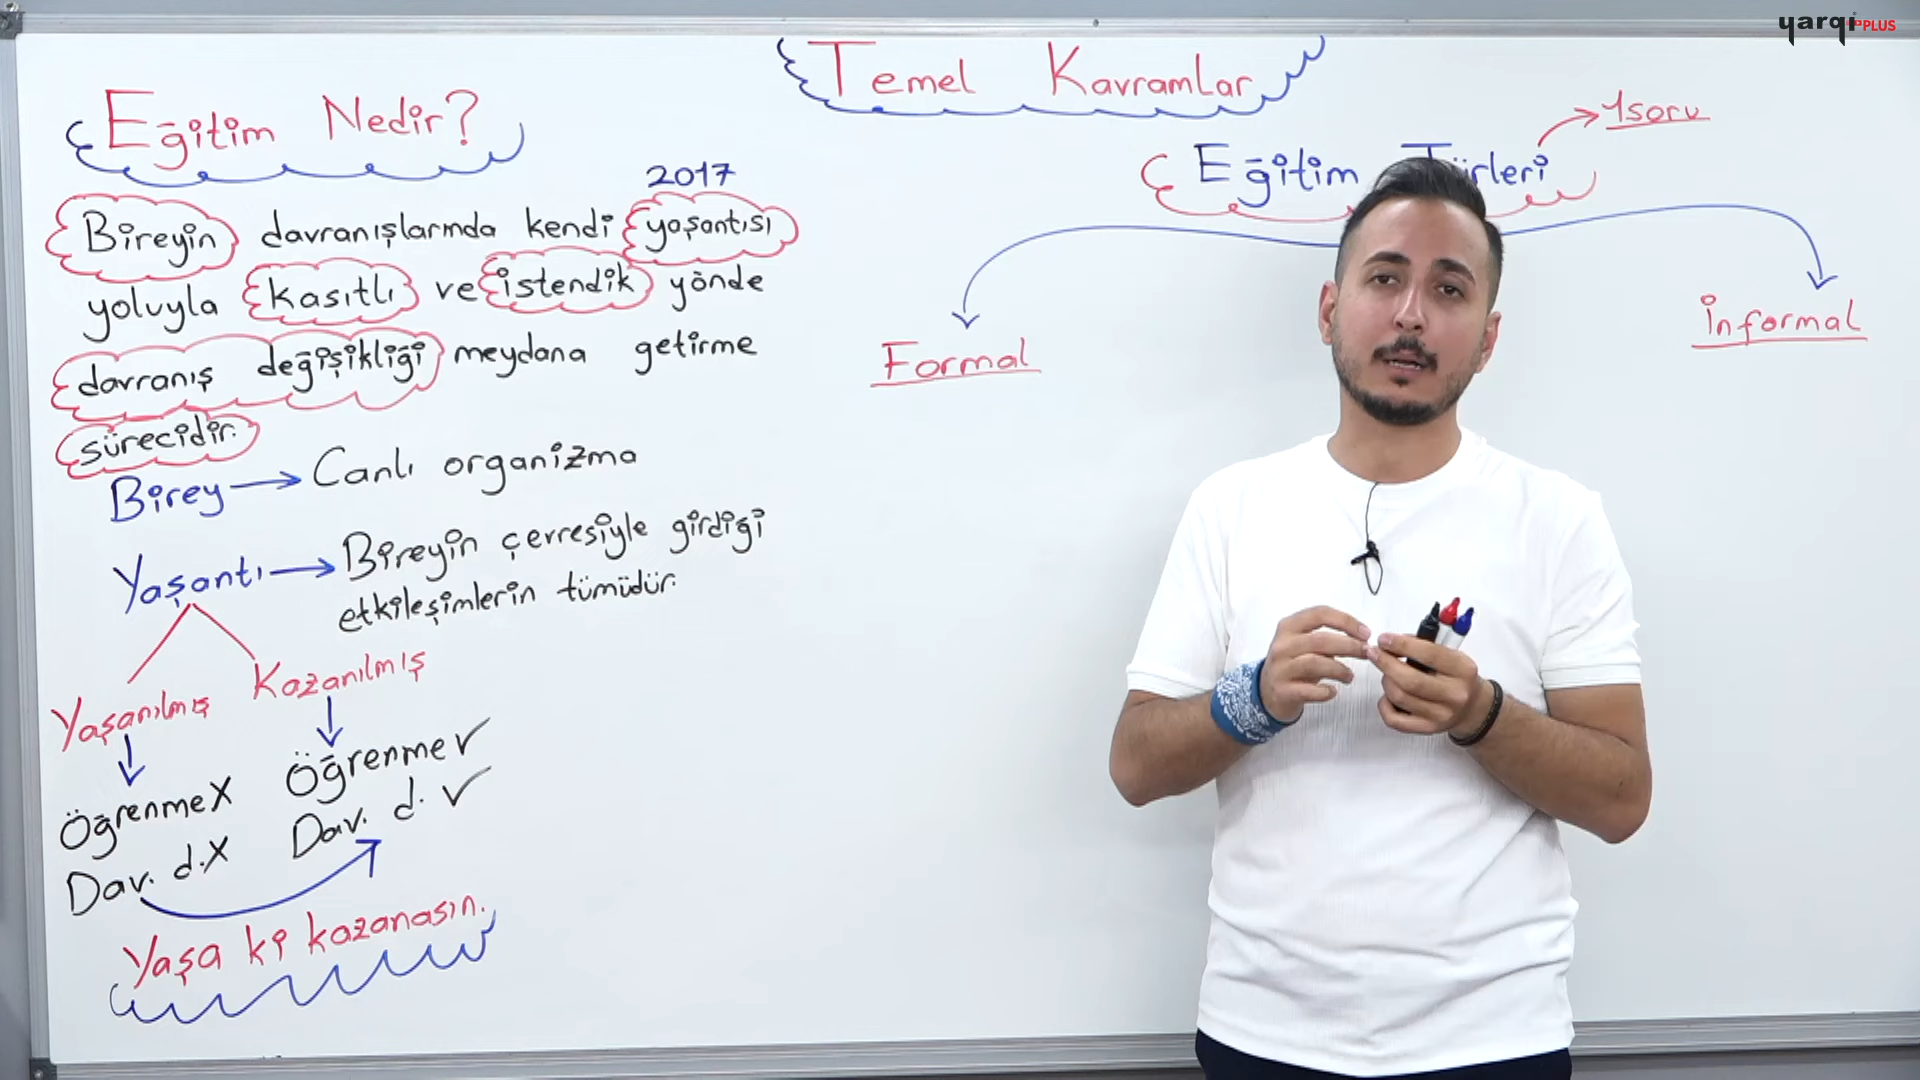 yargıPLUS
Temel Kavramlar
Eğitim Nedir?
2017
Bireyin davranışlarında kendi yaşantısı
yoluyla kasıtlı ve istendik yönde
davranış değişikliği meydana getirme
sürecidir.
Birey → Canlı organizma
Yaşantı → Bireyin çevresiyle girdiği
etkileşimlerin tümüdür.
Yaşanılmış Kazanılmış
Öğrenme X Öğrenme ✓
Dav. d. X Dav. d. ✓
Yaşa ki kazanasın.
1 soru
Eğitim Türleri
Formal İnformal